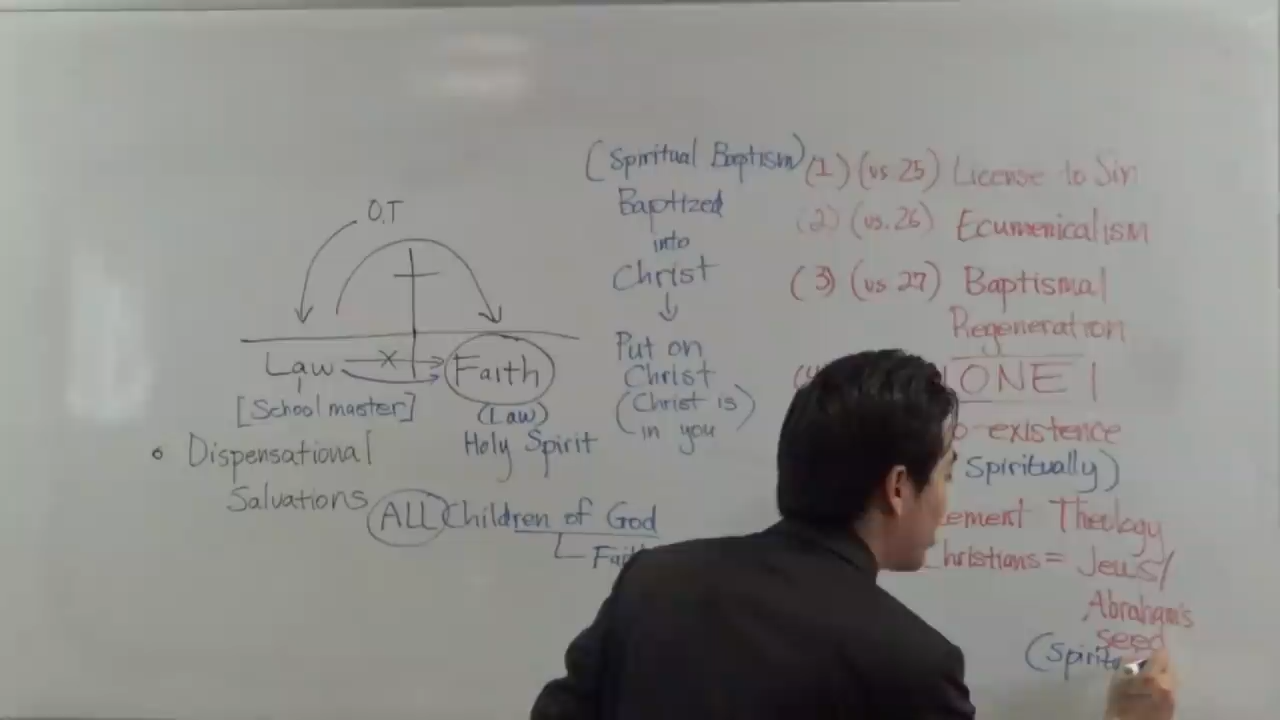 O.T
Law X Faith
[School master]
(Law)
Holy Spirit
• Dispensational
Salvations
ALL Children of God
(Spiritual Baptism)
Baptized
into
Christ
↓
Put on
Christ
(Christ is
in you)
(1) (vs. 25) License to Sin
(2) (vs. 26) Ecumenicalism
(3) (vs 27) Baptismal
Regeneration
ONE
existence
Spiritually)
Theology
= Jews/
Abraham's
seed